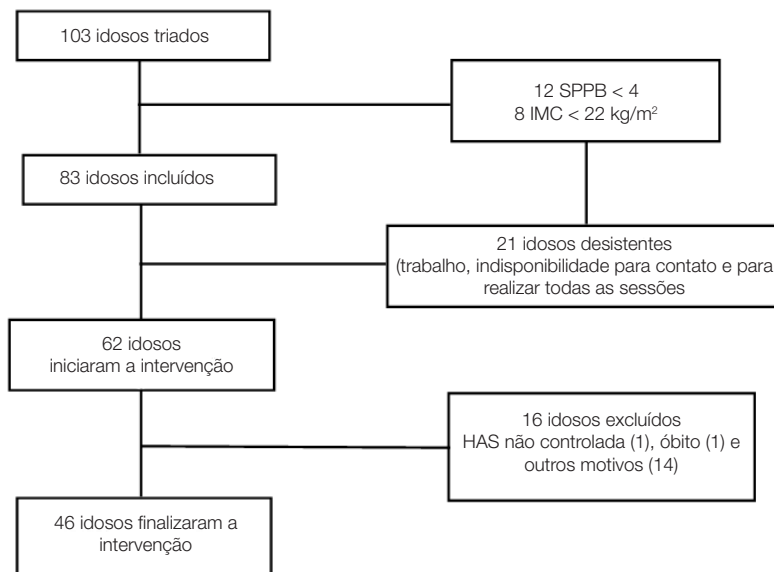 103 idosos triados
12 SPPB < 4
8 IMC < 22 kg/m²
83 idosos incluídos
21 idosos desistentes
(trabalho, indisponibilidade para contato e para
realizar todas as sessões
62 idosos
iniciaram a intervenção
16 idosos excluídos
HAS não controlada (1), óbito (1) e
outros motivos (14)
46 idosos finalizaram a
intervenção